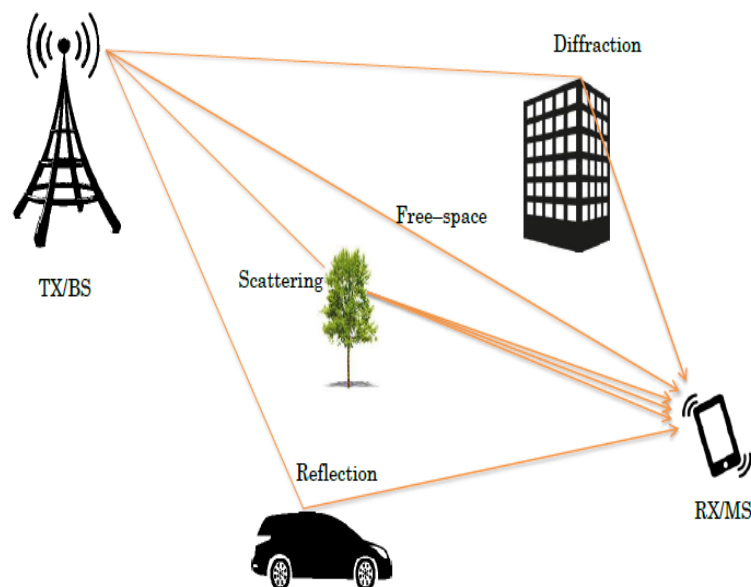 Diffraction
Free–space
TX/BS
Scattering
Reflection
RX/MS